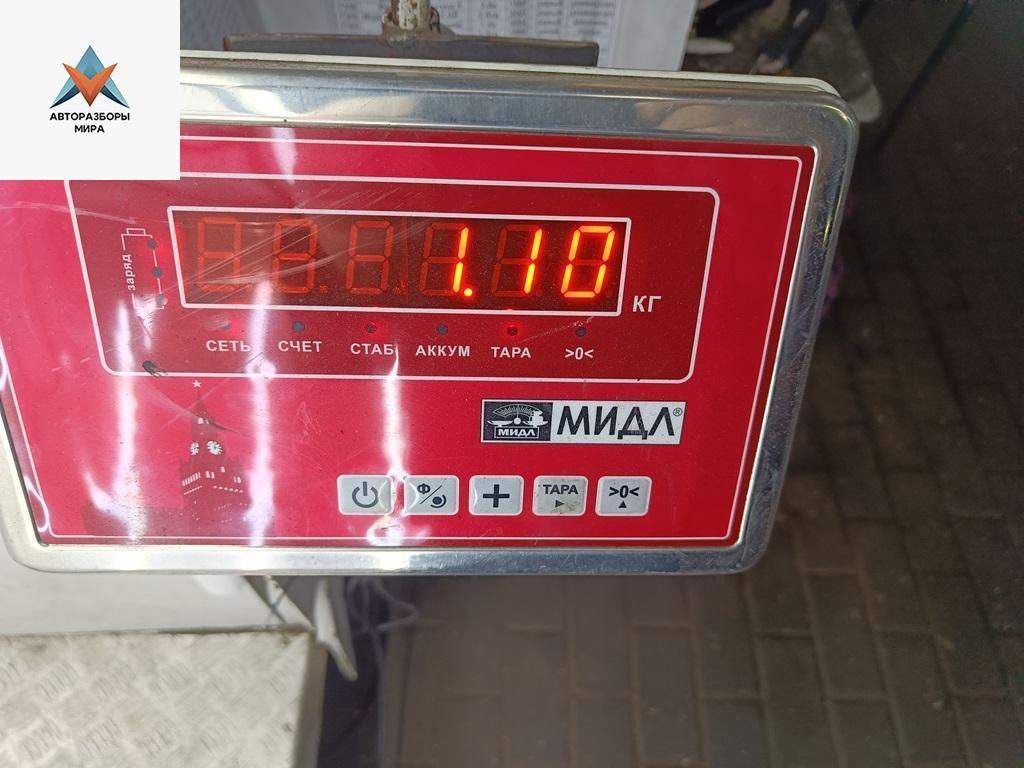 АВТОРАЗБОРЫ
МИРА
заряд
1.10
КГ
СЕТЬ СЧЕТ СТАБ АККУМ ТАРА >0<
МИДЛ МИДЛ®
Ф ТАРА >0<